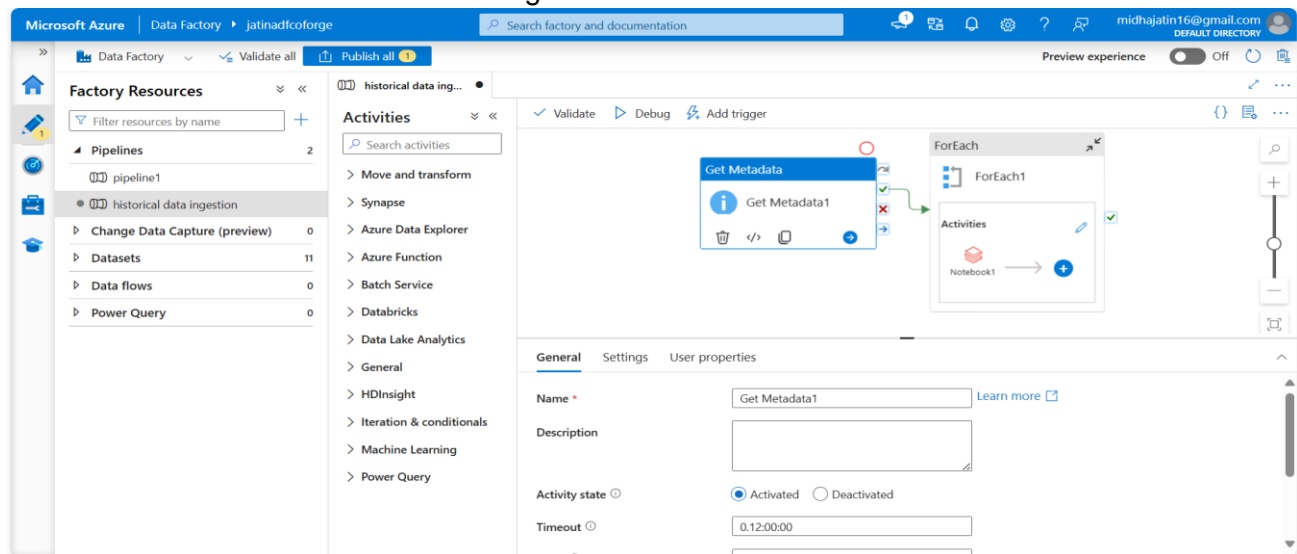 Microsoft Azure Data Factory jatinadfcoforge Search factory and documentation 1 midhajatin16@gmail.com
DEFAULT DIRECTORY
Data Factory Validate all Publish all 1 Preview experience Off
Factory Resources
Filter resources by name
1
Pipelines 2
pipeline1
historical data ingestion
Change Data Capture (preview) 0
Datasets 11
Data flows 0
Power Query 0
historical data ing...
Activities
Search activities
Move and transform
Synapse
Azure Data Explorer
Azure Function
Batch Service
Databricks
Data Lake Analytics
General
HDInsight
Iteration & conditionals
Machine Learning
Power Query
Validate Debug Add trigger {}
Get Metadata
Get Metadata1
ForEach
ForEach1
Activities
Notebook1
General Settings User properties
Name * Get Metadata1 Learn more
Description
Activity state Activated Deactivated
Timeout 0.12:00:00